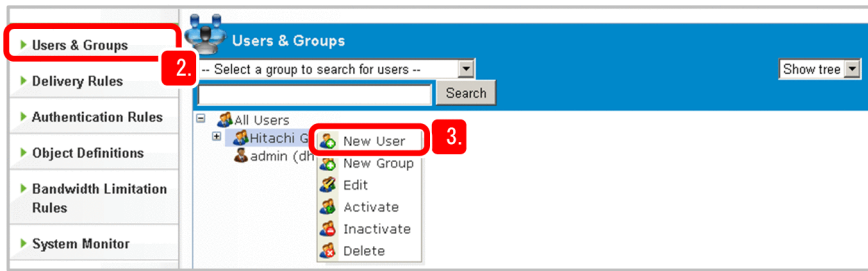 Users & Groups
2.
Delivery Rules
Authentication Rules
Object Definitions
Bandwidth Limitation
Rules
System Monitor
Users & Groups
-- Select a group to search for users --
Show tree
Search
All Users
Hitachi G
admin (dh
3.
New User
New Group
Edit
Activate
Inactivate
Delete